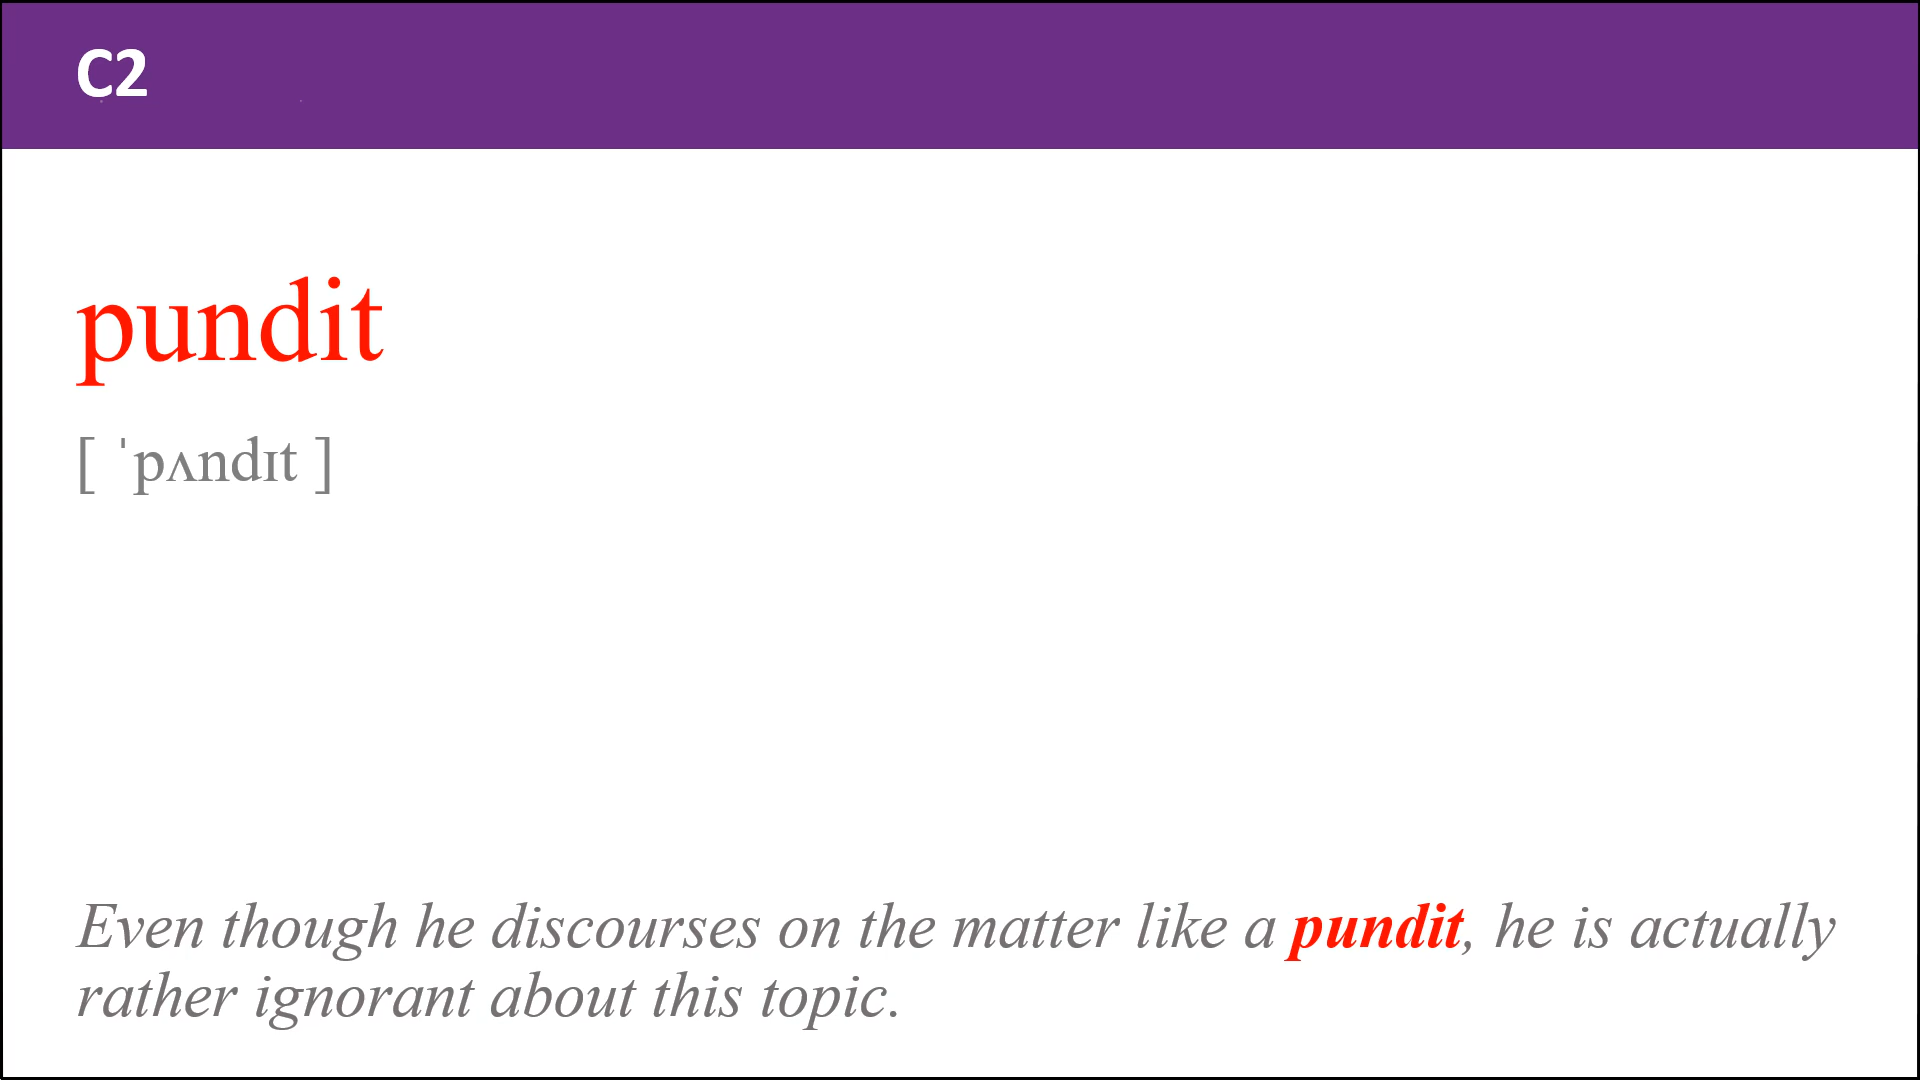 C2
pundit
[ ˈpʌndɪt ]
Even though he discourses on the matter like a pundit, he is actually
rather ignorant about this topic.